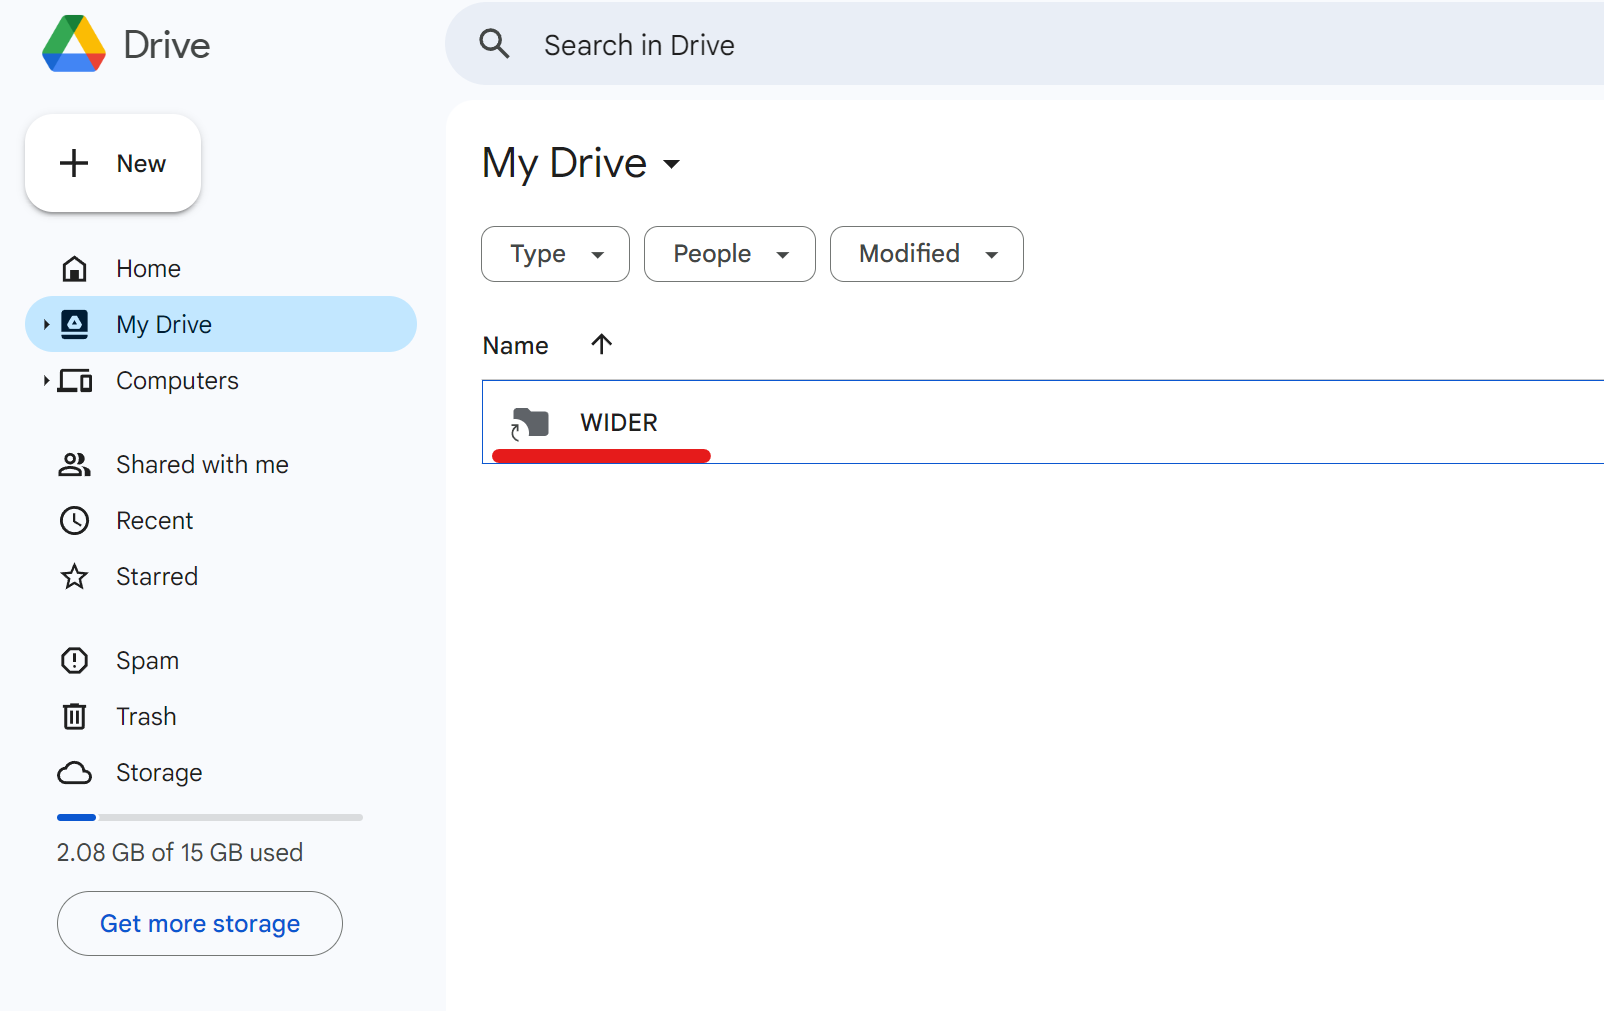 Drive
Search in Drive
New
My Drive
Type
People
Modified
Home
My Drive
Computers
Name
WIDER
Shared with me
Recent
Starred
Spam
Trash
Storage
2.08 GB of 15 GB used
Get more storage